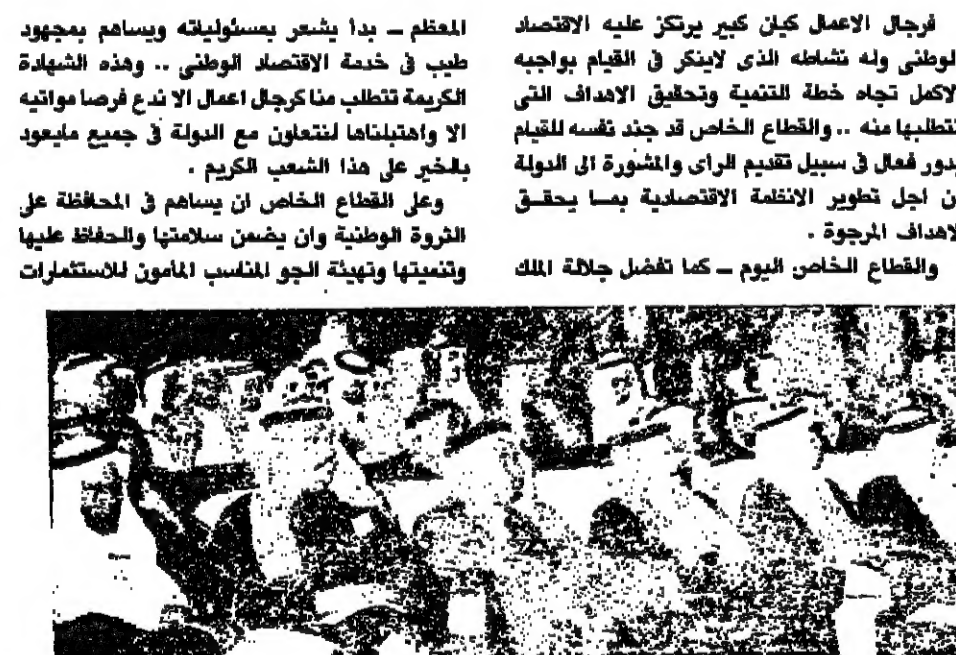 فرجال الاعمال كيان كبير يرتكز عليه الاقتصاد
الوطنى وله نشاطه الذى لاينكر فى القيام بواجبه
الاكمل تجاه خطة التنمية وتحقيق الاهداف التى
تتطلبها منه .. والقطاع الخاص قد جند نفسه للقيام
بدور فعال فى سبيل تقديم الراى والمشورة الى الدولة
من اجل تطوير الانظمة الاقتصادية بما يحقق
الاهداف المرجوة .
والقطاع الخاص اليوم ــ كما تفضل جلالة الملك
المعظم ــ بدأ يشعر بمسئولياته ويساهم بمجهود
طيب فى خدمة الاقتصاد الوطنى .. وهذه الشهادة
الكريمة تتطلب منا كرجال اعمال الا ندع فرصا مواتيه
الا واهتبلناها لنتعاون مع الدولة فى جميع مايعود
بالخير على هذا الشعب الكريم .
وعلى القطاع الخاص ان يساهم فى المحافظة على
الثروة الوطنية وان يضمن سلامتها والحفاظ عليها
وتنميتها وتهيئة الجو المناسب المأمون للاستثمارات